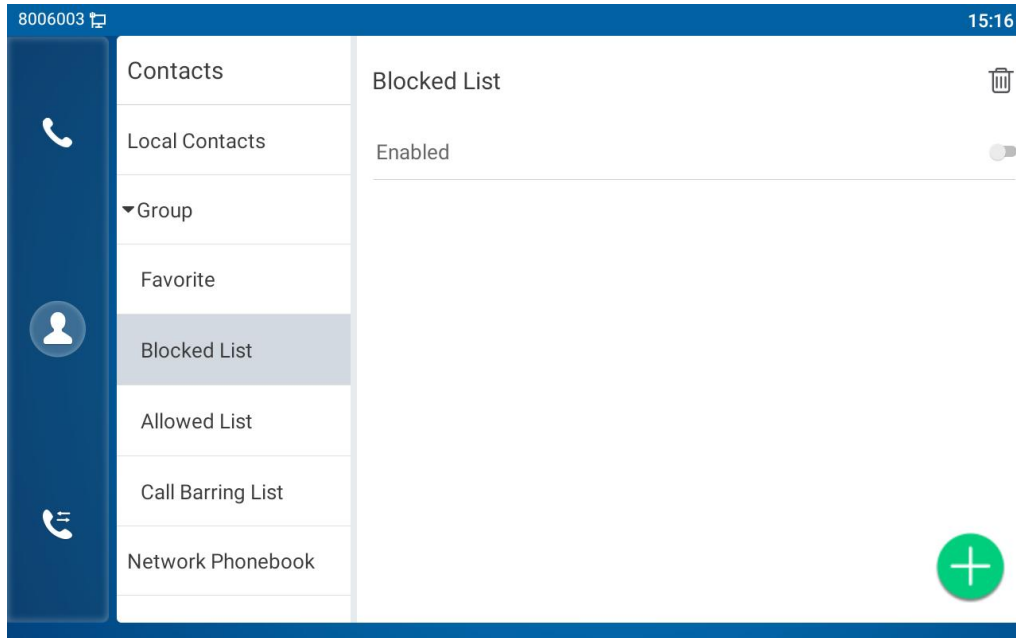 8006003
15:16
Contacts
Local Contacts
Group
Favorite
Blocked List
Allowed List
Call Barring List
Network Phonebook
Blocked List
Enabled